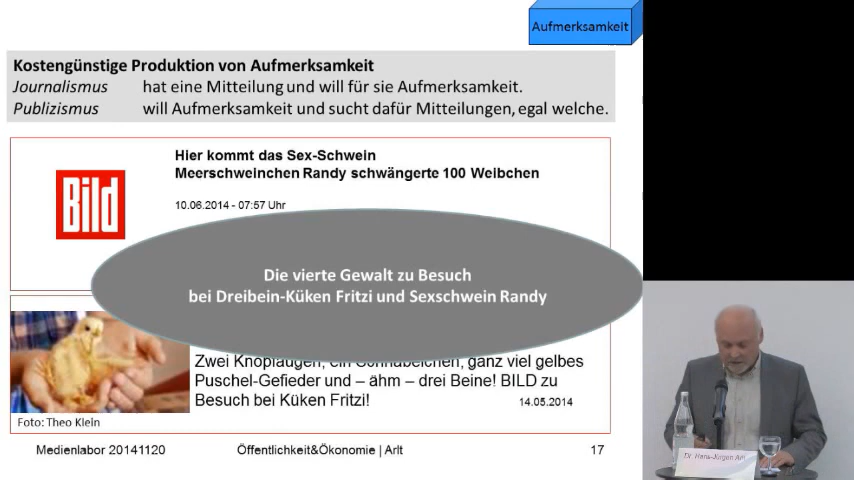 Aufmerksamkeit
Kostengünstige Produktion von Aufmerksamkeit
Journalismus hat eine Mitteilung und will für sie Aufmerksamkeit.
Publizismus will Aufmerksamkeit und sucht dafür Mitteilungen, egal welche.
Hier kommt das Sex-Schwein
Meerschweinchen Randy schwängerte 100 Weibchen
Bild
10.06.2014 - 07:57 Uhr
Die vierte Gewalt zu Besuch
bei Dreibein-Küken Fritzi und Sexschwein Randy
Zwei Knopfaugen, ein Schnäbelchen, ganz viel gelbes
Puschel-Gefieder und – ähm – drei Beine! BILD zu
Besuch bei Küken Fritzi!
14.05.2014
Foto: Theo Klein
Medienlabor 20141120 Öffentlichkeit&Ökonomie | Arlt 17
Dr. Hans-Jürgen Arlt